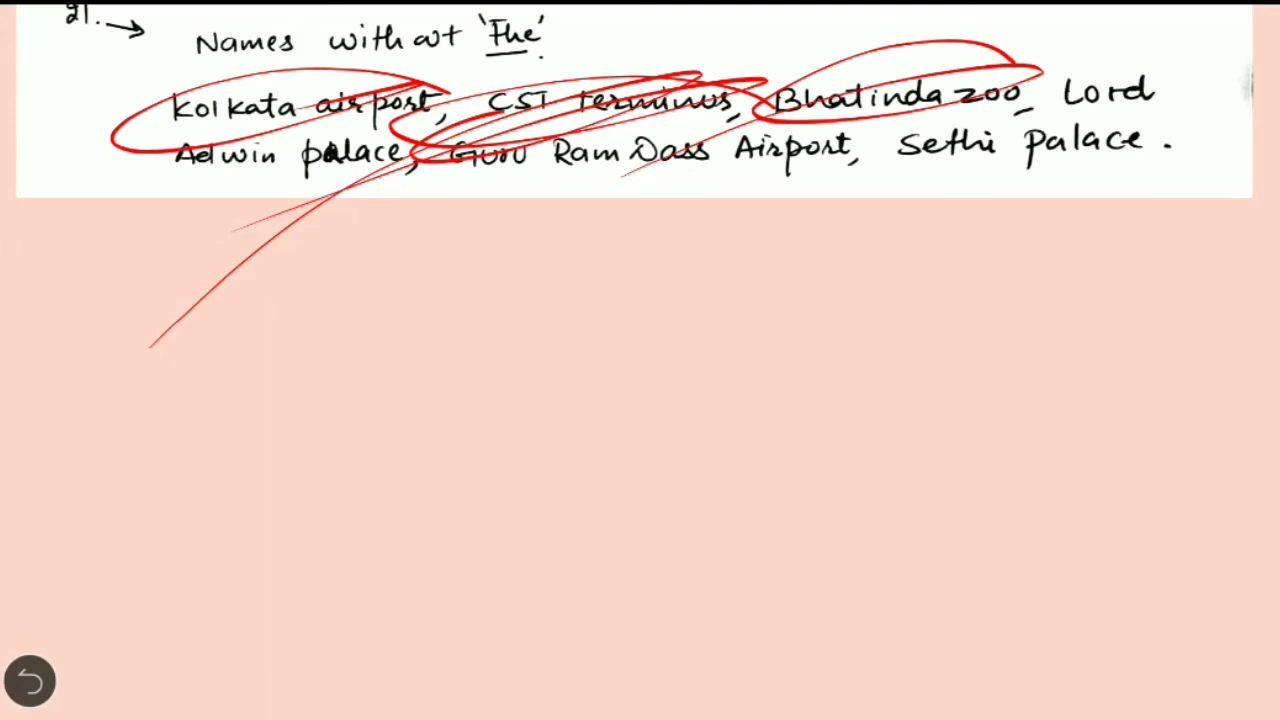 21. → Names without 'The'.
Kolkata airport, CST terminus, Bhatinda zoo, Lord
Adwin palace, Guru Ram Dass Airport, Sethi Palace.